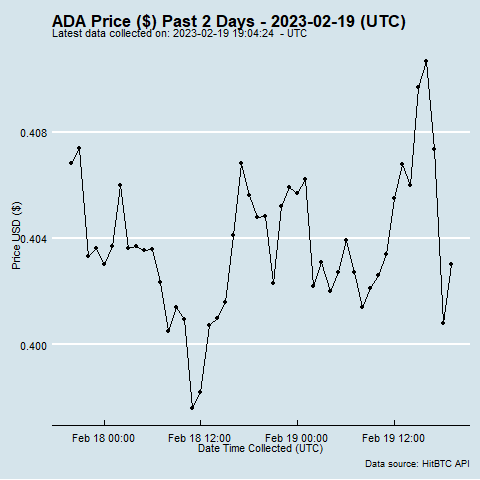 ADA Price ($) Past 2 Days - 2023-02-19 (UTC)
Latest data collected on: 2023-02-19 19:04:24  - UTC
0.408
0.404
0.400
Price USD ($)
Feb 18 00:00
Feb 18 12:00
Feb 19 00:00
Feb 19 12:00
Date Time Collected (UTC)
Data source: HitBTC API